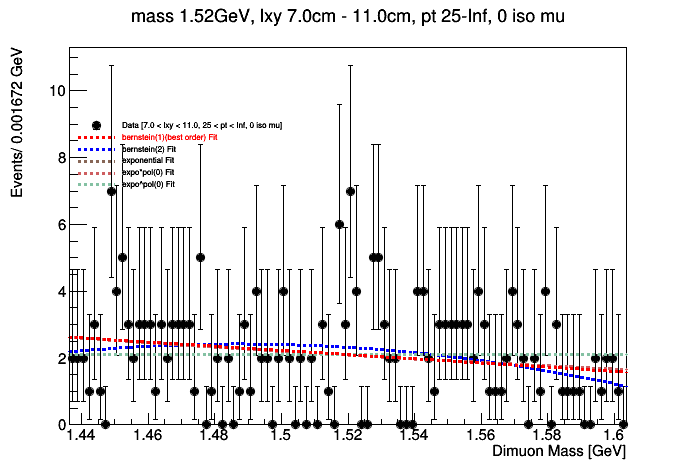 mass 1.52GeV, lxy 7.0cm - 11.0cm, pt 25-Inf, 0 iso mu
Events/ 0.001672 GeV
10
8
6
4
2
0
Data [7.0 < lxy < 11.0, 25 < pt < Inf, 0 iso mu]
bernstein(1)(best order) Fit
bernstein(2) Fit
exponential Fit
expo*pol(0) Fit
expo^pol(0) Fit
1.44 1.46 1.48 1.5 1.52 1.54 1.56 1.58 1.6
Dimuon Mass [GeV]